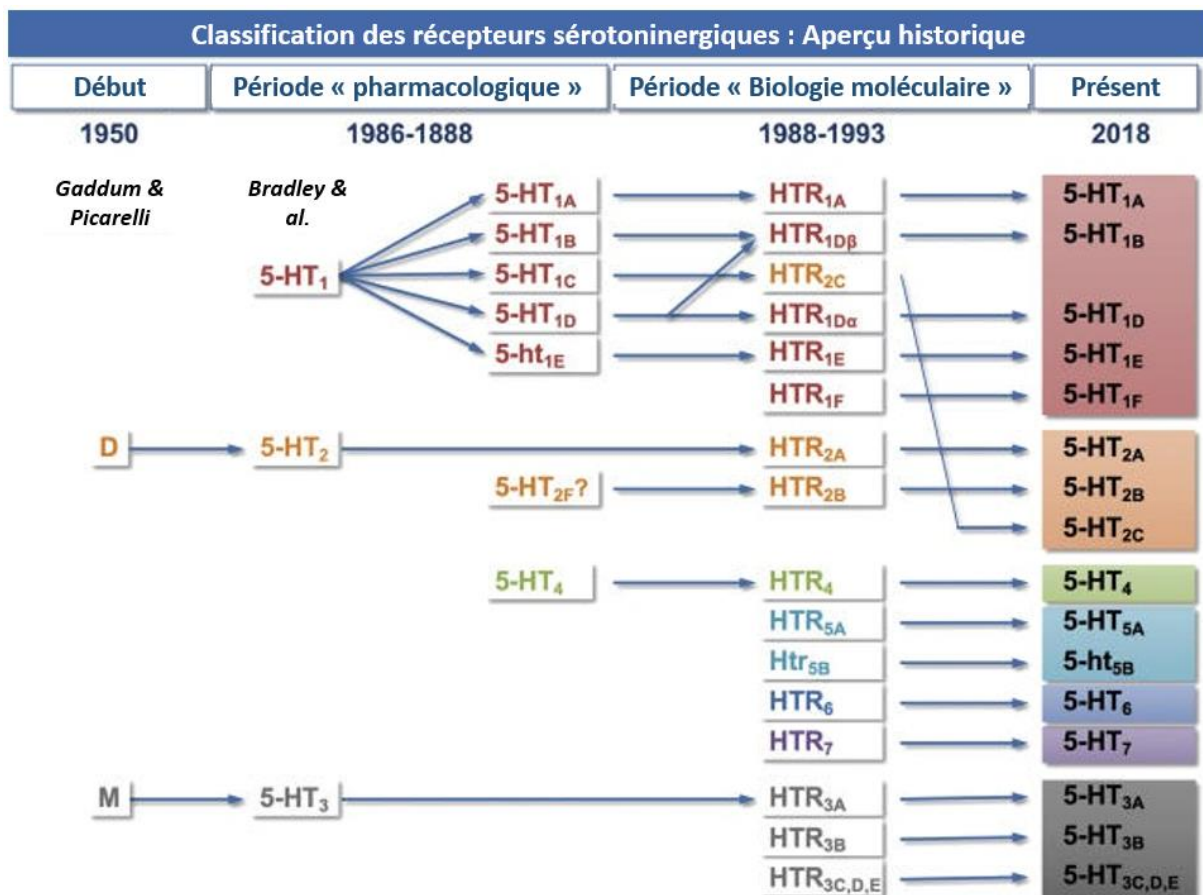 Classification des récepteurs sérotoninergiques : Aperçu historique
Début Période « pharmacologique » Période « Biologie moléculaire » Présent
1950 1986-1888 1988-1993 2018
Gaddum & Picarelli
Bradley & al.
5-HT1A HTR1A 5-HT1A
5-HT1B HTR1Dβ 5-HT1B
5-HT1 5-HT1C HTR2C
5-HT1D HTR1Dα 5-HT1D
5-ht1E HTR1E 5-HT1E
HTR1F 5-HT1F
D 5-HT2 HTR2A 5-HT2A
5-HT2F? HTR2B 5-HT2B
5-HT2C
5-HT4 HTR4 5-HT4
HTR5A 5-HT5A
Htr5B 5-ht5B
HTR6 5-HT6
HTR7 5-HT7
M 5-HT3 HTR3A 5-HT3A
HTR3B 5-HT3B
HTR3C,D,E 5-HT3C,D,E